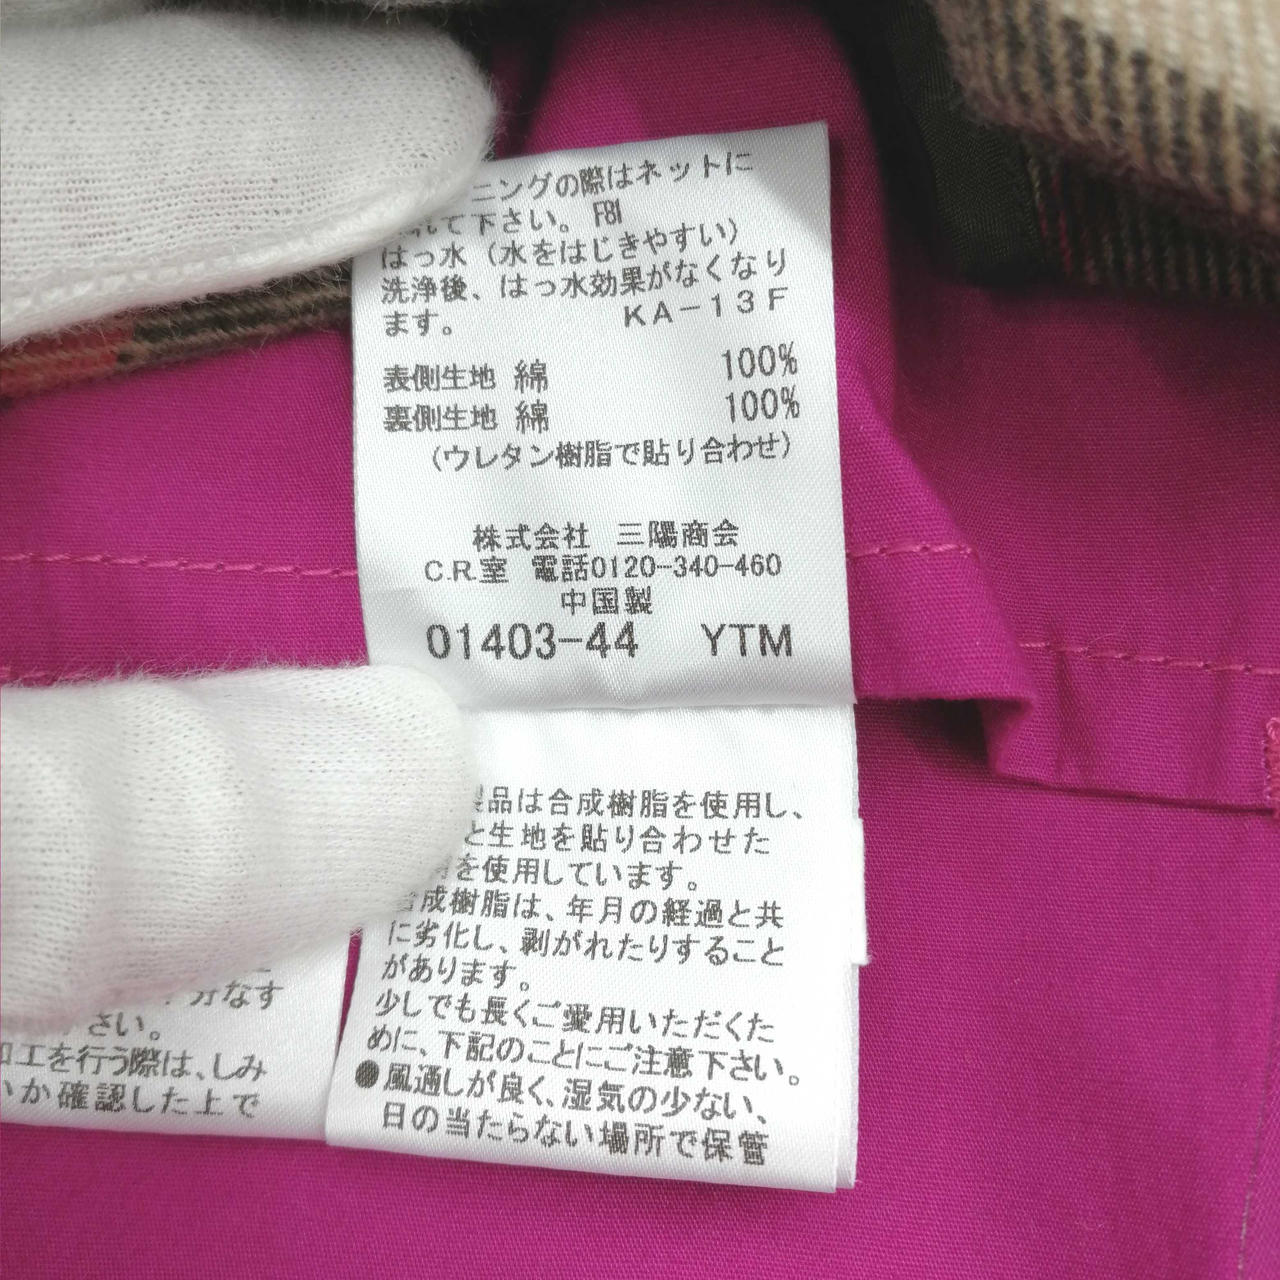 ニングの際はネットに
れて下さい。 F81
はっ水（水をはじきやすい）
洗浄後、はっ水効果がなくなり
ます。 KA-13F
表側生地 綿 100%
裏側生地 綿 100%
（ウレタン樹脂で貼り合わせ）
株式会社 三陽商会
C.R.室 電話0120-340-460
中国製
01403-44 YTM
製品は合成樹脂を使用し、
と生地を貼り合わせた
を使用しています。
合成樹脂は、年月の経過と共
に劣化し、剥がれたりすること
があります。
少しでも長くご愛用いただくた
めに、下記のことにご注意下さい。
●風通しが良く、湿気の少ない、
日の当たらない場所で保管
分なす
さい。
加工を行う際は、しみ
いか確認した上で